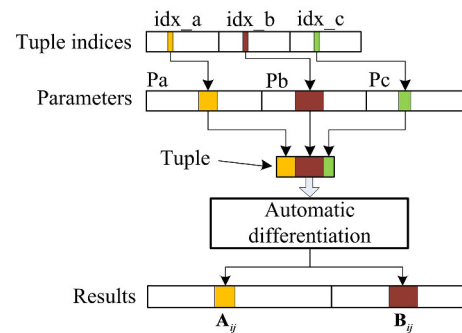 idx_a idx_b idx_c
Tuple indices
Pa Pb Pc
Parameters
Tuple
Automatic
differentiation
Results
A_ij B_ij